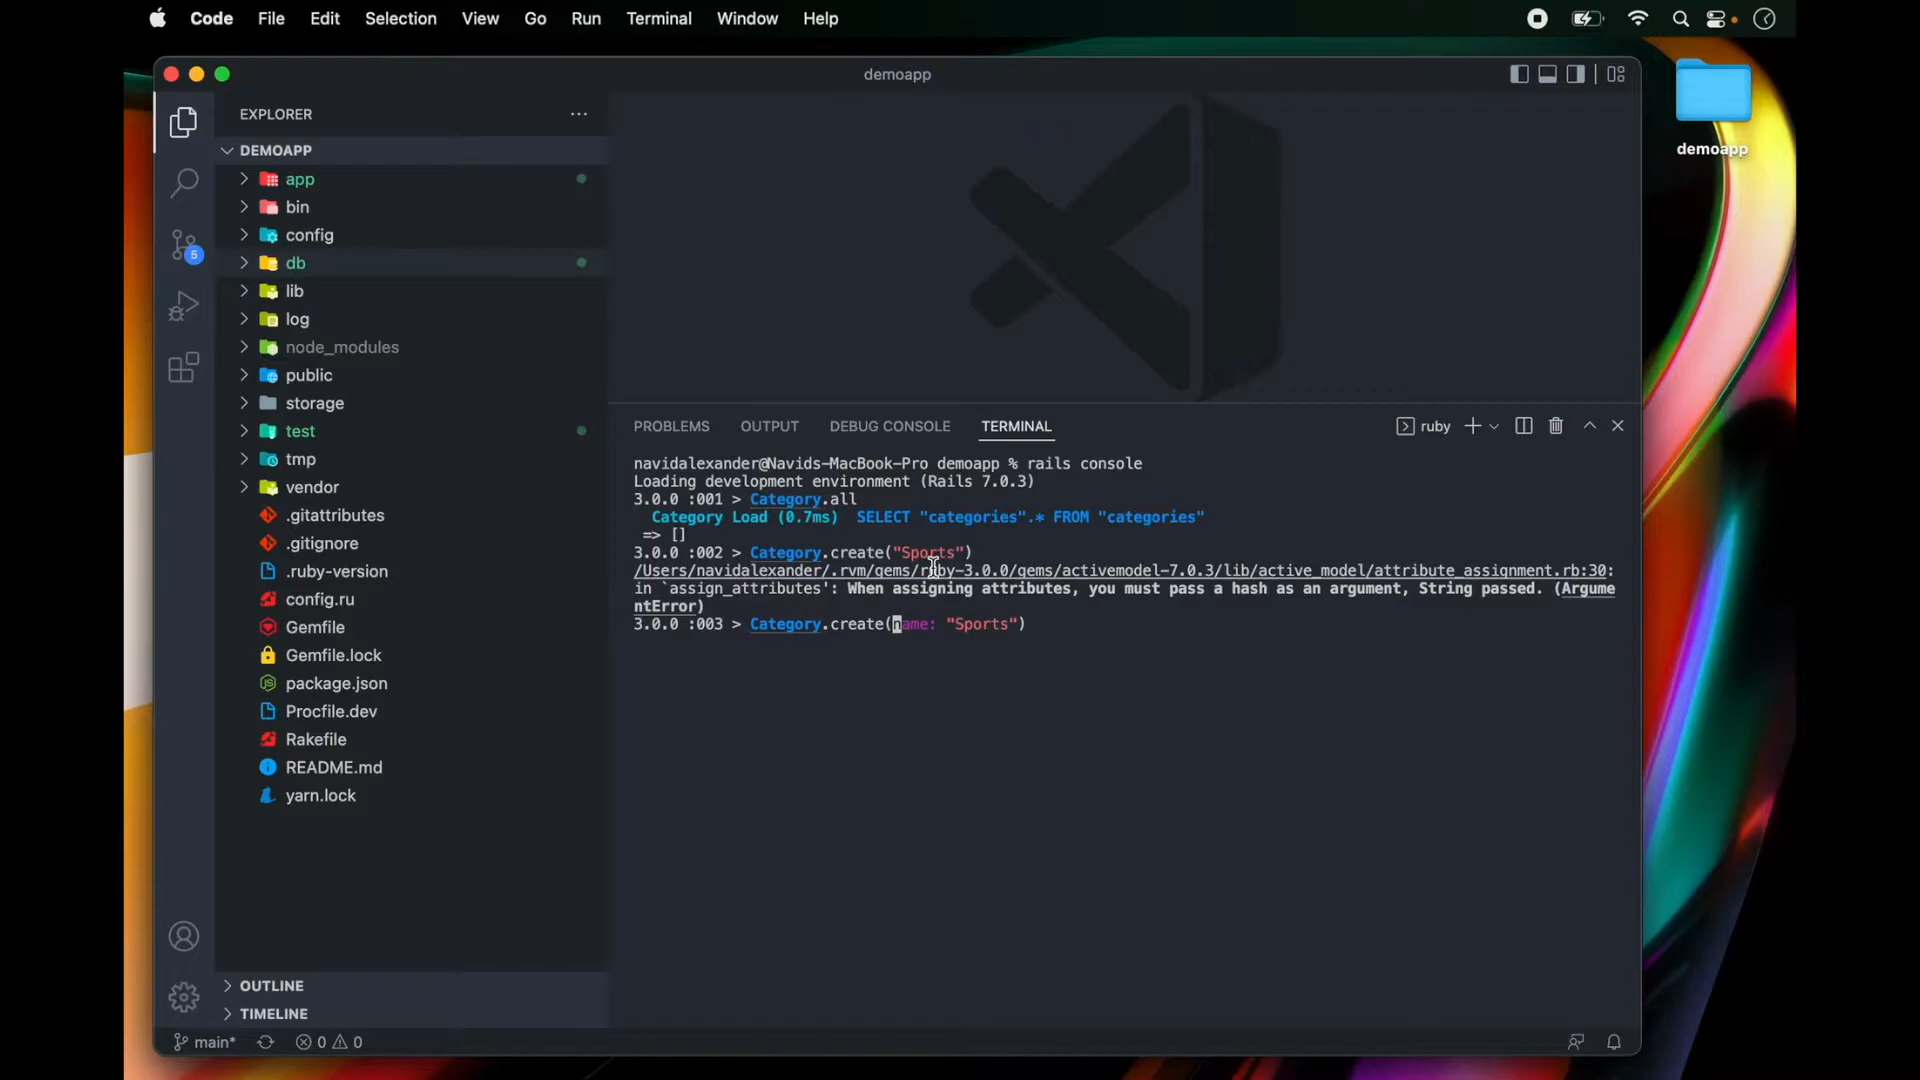 Code File Edit Selection View Go Run Terminal Window Help
demoapp
demoapp
EXPLORER
DEMOAPP
app
bin
config
5
db
lib
log
node_modules
public
storage
test
tmp
vendor
.gitattributes
.gitignore
.ruby-version
config.ru
Gemfile
Gemfile.lock
package.json
Procfile.dev
Rakefile
README.md
yarn.lock
OUTLINE
TIMELINE
PROBLEMS OUTPUT DEBUG CONSOLE TERMINAL ruby
navidalexander@Navids-MacBook-Pro demoapp % rails console
Loading development environment (Rails 7.0.3)
3.0.0 :001 > Category.all
Category Load (0.7ms) SELECT "categories".* FROM "categories"
=> []
3.0.0 :002 > Category.create("Sports")
/Users/navidalexander/.rvm/gems/ruby-3.0.0/gems/activemodel-7.0.3/lib/active_model/attribute_assignment.rb:30:
in `assign_attributes': When assigning attributes, you must pass a hash as an argument, String passed. (Argume
ntError)
3.0.0 :003 > Category.create(name: "Sports")
main* 0 0